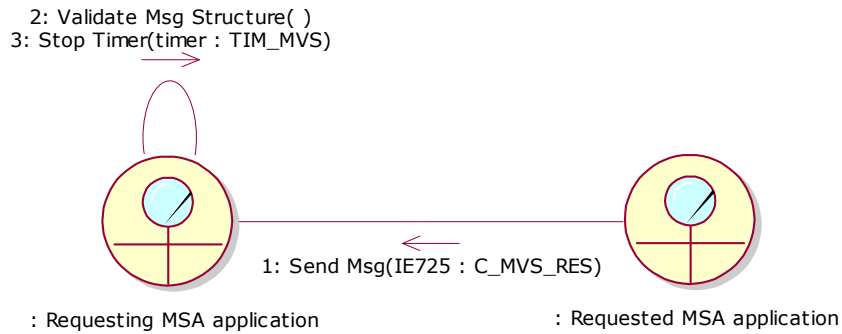 2: Validate Msg Structure( )
3: Stop Timer(timer : TIM_MVS)
1: Send Msg(IE725 : C_MVS_RES)
: Requesting MSA application
: Requested MSA application